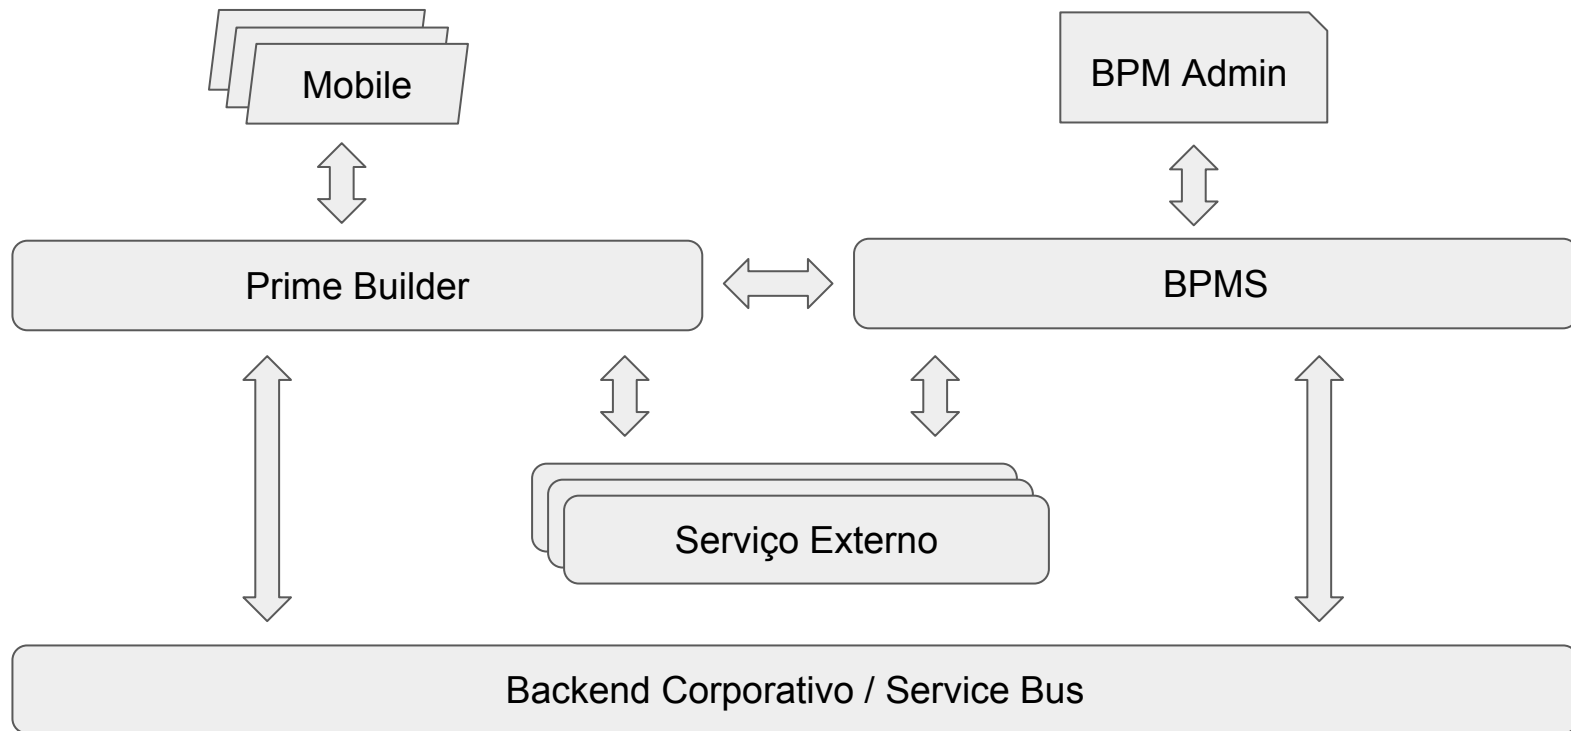 Mobile
BPM Admin
Prime Builder
BPMS
Serviço Externo
Backend Corporativo / Service Bus